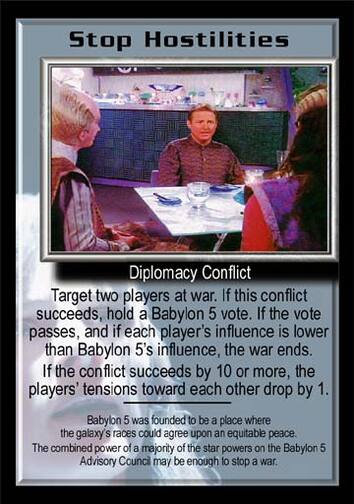 Stop Hostilities
Diplomacy Conflict
Target two players at war. If this conflict
succeeds, hold a Babylon 5 vote. If the vote
passes, and if each player's influence is lower
than Babylon 5's influence, the war ends.
If the conflict succeeds by 10 or more, the
players' tensions toward each other drop by 1.
Babylon 5 was founded to be a place where
the galaxy's races could agree upon an equitable peace.
The combined power of a majority of the star powers on the Babylon 5
Advisory Council may be enough to stop a war.